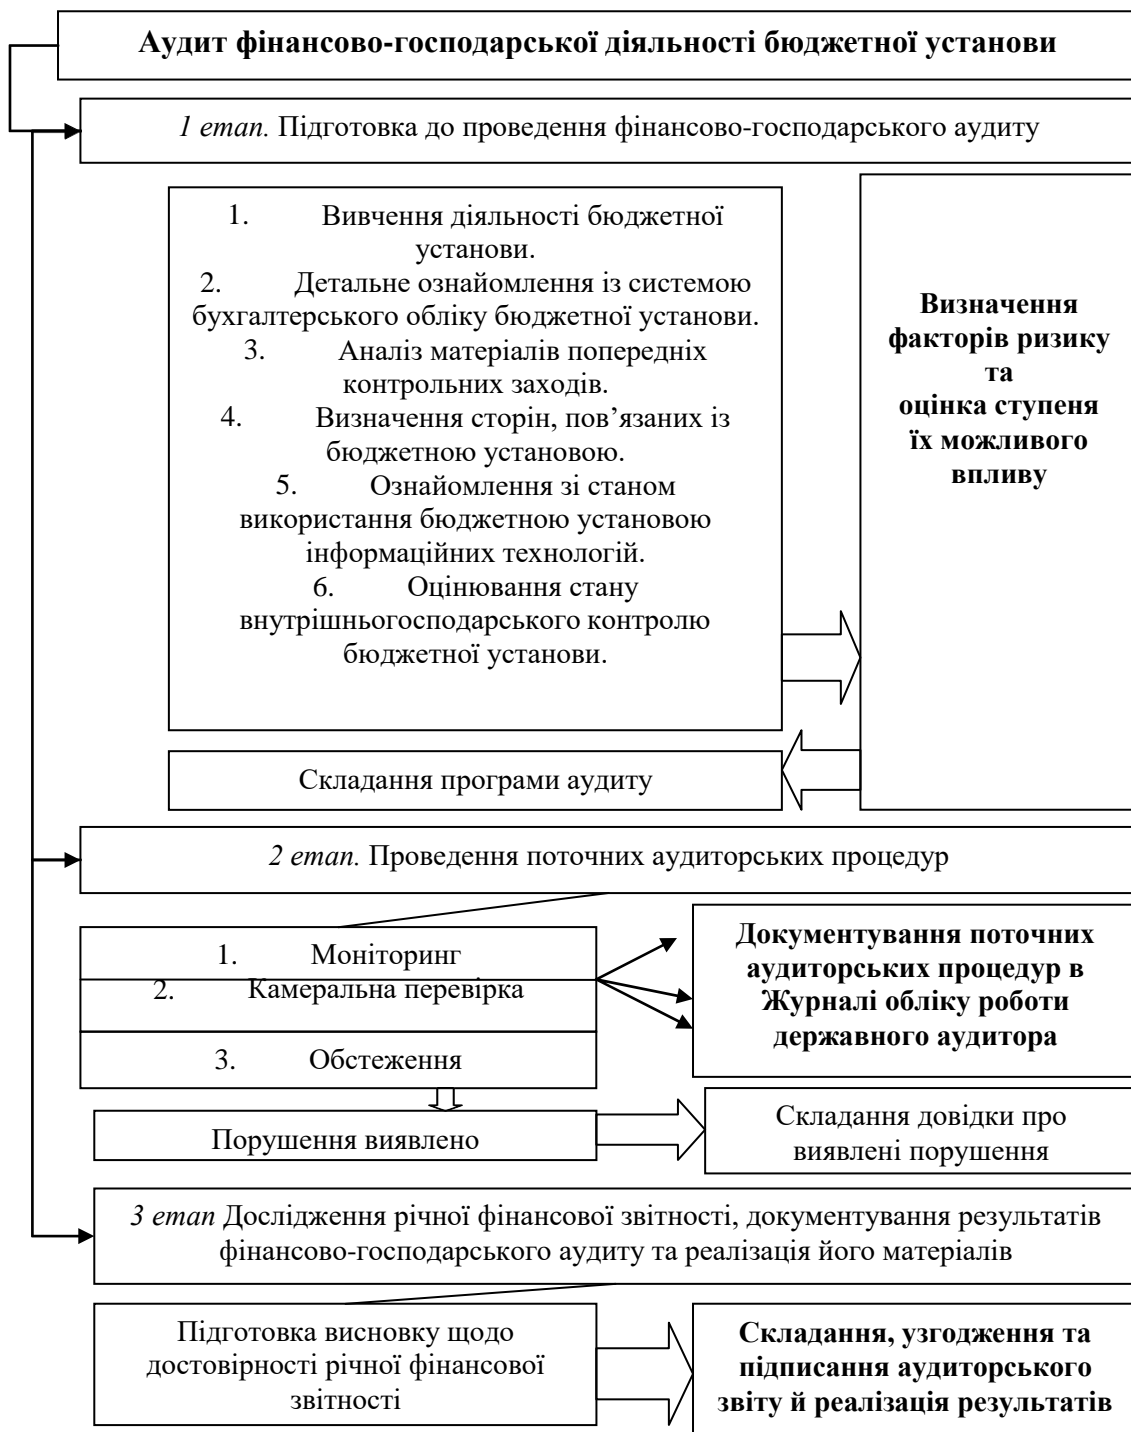 Аудит фінансово-господарської діяльності бюджетної установи
1 етап. Підготовка до проведення фінансово-господарського аудиту
1. Вивчення діяльності бюджетної
установи.
2. Детальне ознайомлення із системою
бухгалтерського обліку бюджетної установи.
3. Аналіз матеріалів попередніх
контрольних заходів.
4. Визначення сторін, пов’язаних із
бюджетною установою.
5. Ознайомлення зі станом
використання бюджетною установою
інформаційних технологій.
6. Оцінювання стану
внутрішньогосподарського контролю
бюджетної установи.
Визначення
факторів ризику
та
оцінка ступеня
їх можливого
впливу
Складання програми аудиту
2 етап. Проведення поточних аудиторських процедур
1. Моніторинг
2. Камеральна перевірка
3. Обстеження
Документування поточних
аудиторських процедур в
Журналі обліку роботи
державного аудитора
Порушення виявлено
Складання довідки про
виявлені порушення
3 етап Дослідження річної фінансової звітності, документування результатів
фінансово-господарського аудиту та реалізація його матеріалів
Підготовка висновку щодо
достовірності річної фінансової
звітності
Складання, узгодження та
підписання аудиторського
звіту й реалізація результатів